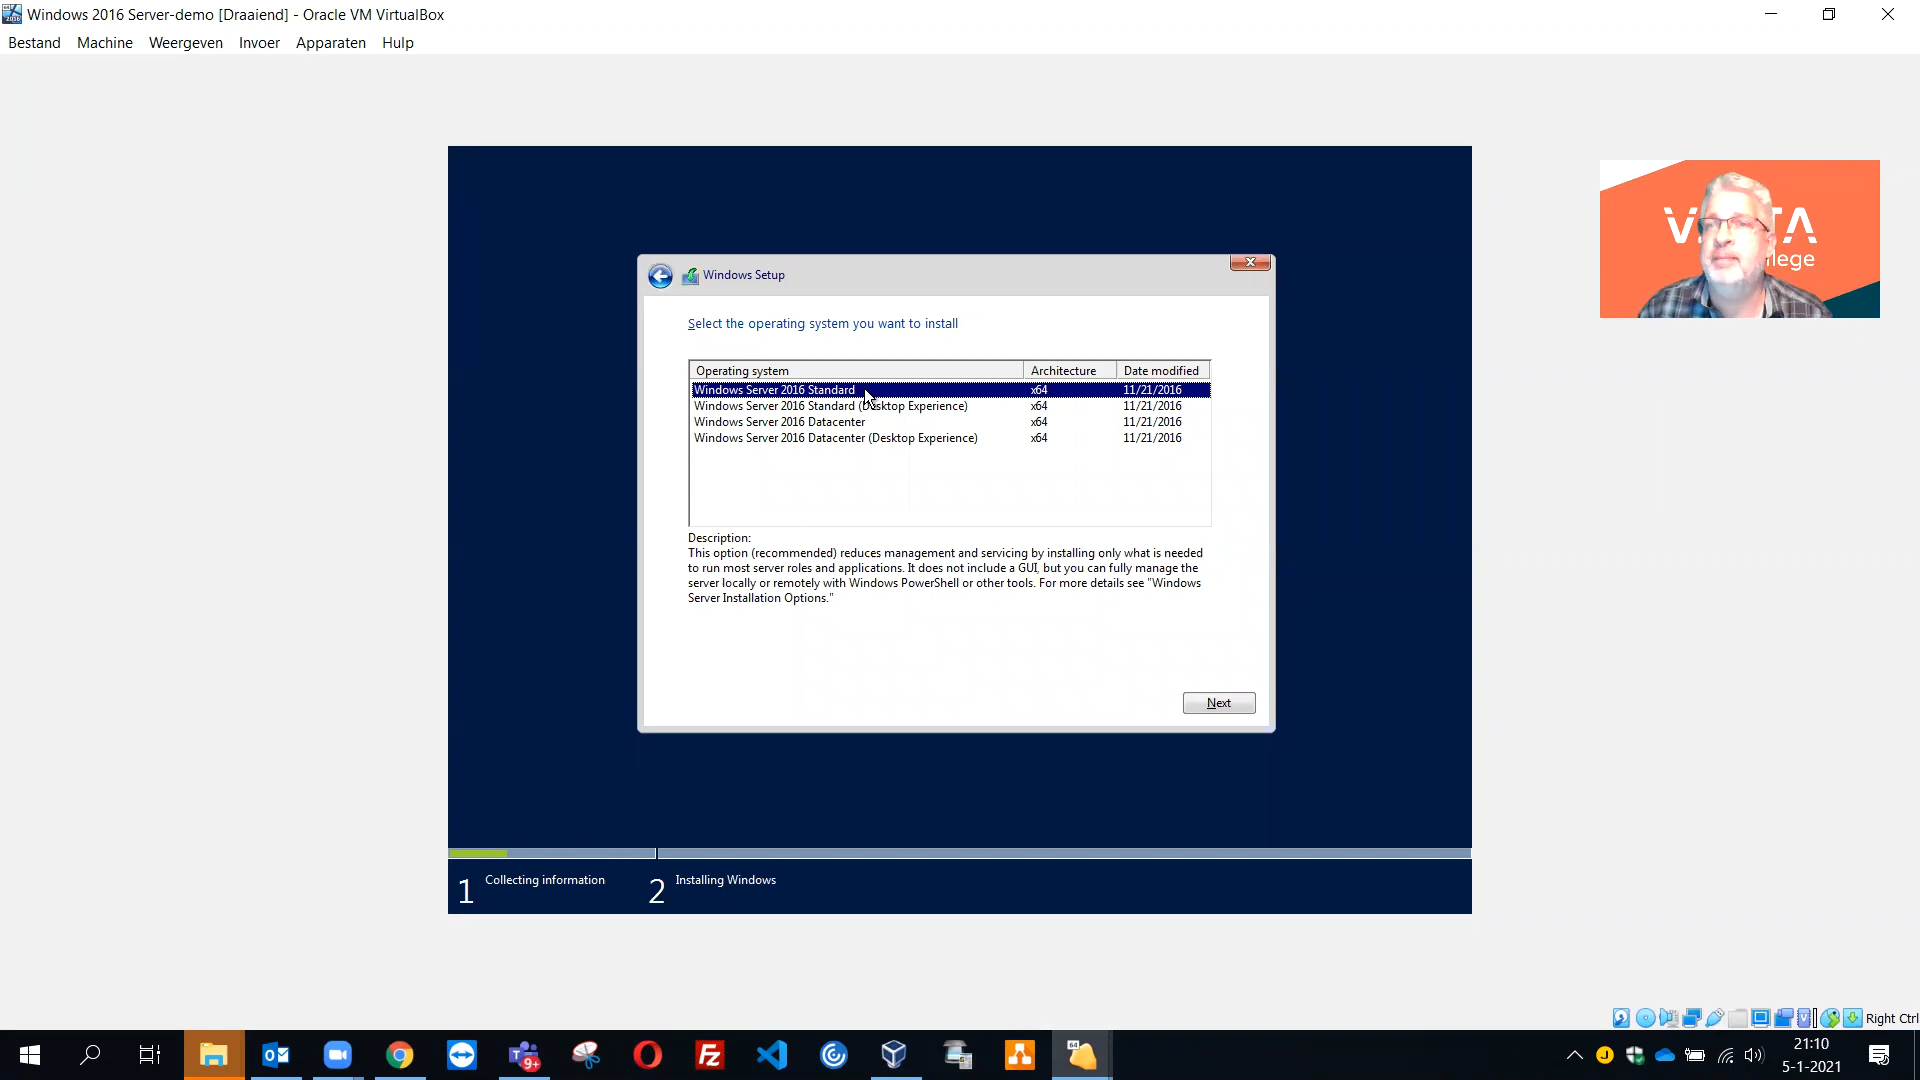 Windows 2016 Server-demo [Draaiend] - Oracle VM VirtualBox
Bestand Machine Weergeven Invoer Apparaten Hulp
Windows Setup
Select the operating system you want to install
Operating system Architecture Date modified
Windows Server 2016 Standard x64 11/21/2016
Windows Server 2016 Standard (Desktop Experience) x64 11/21/2016
Windows Server 2016 Datacenter x64 11/21/2016
Windows Server 2016 Datacenter (Desktop Experience) x64 11/21/2016
Description:
This option (recommended) reduces management and servicing by installing only what is needed
to run most server roles and applications. It does not include a GUI, but you can fully manage the
server locally or remotely with Windows PowerShell or other tools. For more details see "Windows
Server Installation Options."
Next
1 Collecting information 2 Installing Windows
Right Ctrl
9+
64
21:10
5-1-2021